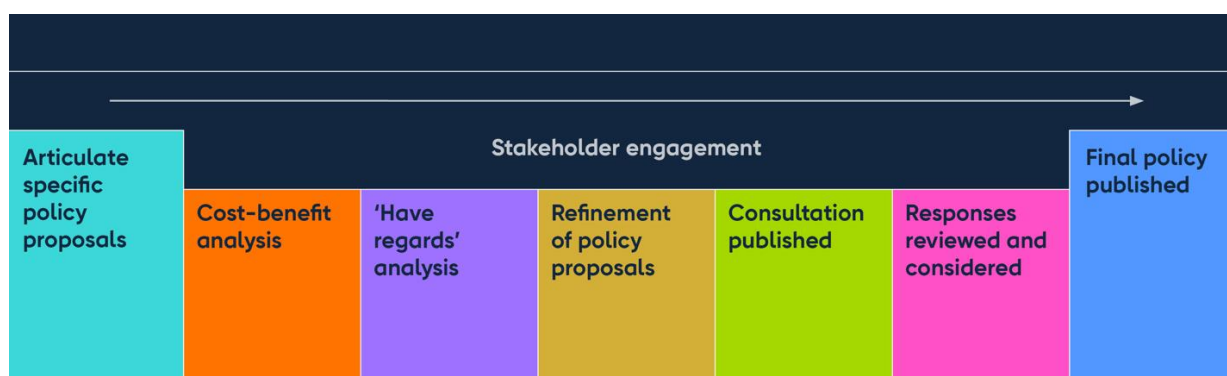 Stakeholder engagement
Articulate
specific
policy
proposals
Cost-benefit
analysis
‘Have
regards’
analysis
Refinement
of policy
proposals
Consultation
published
Responses
reviewed and
considered
Final policy
published